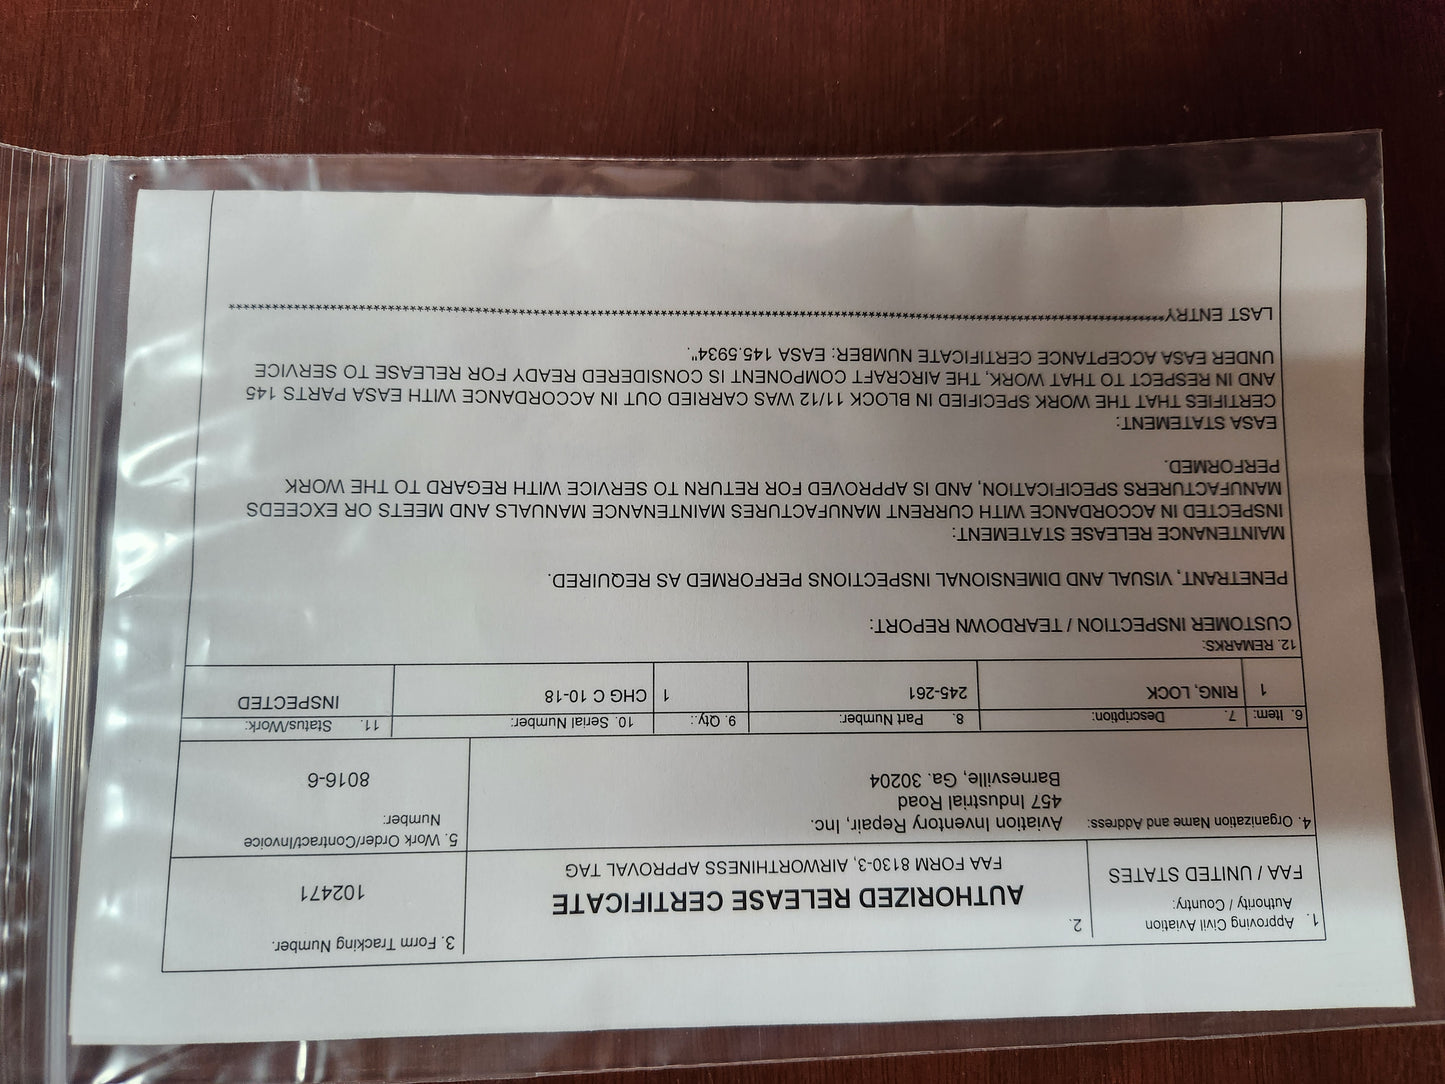 1. Approving Civil Aviation
Authority / Country:
FAA / UNITED STATES
2.
AUTHORIZED RELEASE CERTIFICATE
FAA FORM 8130-3, AIRWORTHINESS APPROVAL TAG
3. Form Tracking Number.
102471
4. Organization Name and Address:
Aviation Inventory Repair, Inc.
457 Industrial Road
Barnesville, Ga. 30204
5. Work Order/Contract/Invoice
Number:
8016-6
6. Item: 7. Description: 8. Part Number: 9. Qty.: 10. Serial Number: 11. Status/Work:
1 RING, LOCK 245-261 1 CHG C 10-18 INSPECTED
12. REMARKS:
CUSTOMER INSPECTION / TEARDOWN REPORT:
PENETRANT, VISUAL AND DIMENSIONAL INSPECTIONS PERFORMED AS REQUIRED.
MAINTENANCE RELEASE STATEMENT:
INSPECTED IN ACCORDANCE WITH CURRENT MANUFACTURES MAINTENANCE MANUALS AND MEETS OR EXCEEDS
MANUFACTURERS SPECIFICATION, AND IS APPROVED FOR RETURN TO SERVICE WITH REGARD TO THE WORK
PERFORMED.
EASA STATEMENT:
CERTIFIES THAT THE WORK SPECIFIED IN BLOCK 11/12 WAS CARRIED OUT IN ACCORDANCE WITH EASA PARTS 145
AND IN RESPECT TO THAT WORK, THE AIRCRAFT COMPONENT IS CONSIDERED READY FOR RELEASE TO SERVICE
UNDER EASA ACCEPTANCE CERTIFICATE NUMBER: EASA 145.5934".
LAST ENTRY************************************************************************************************